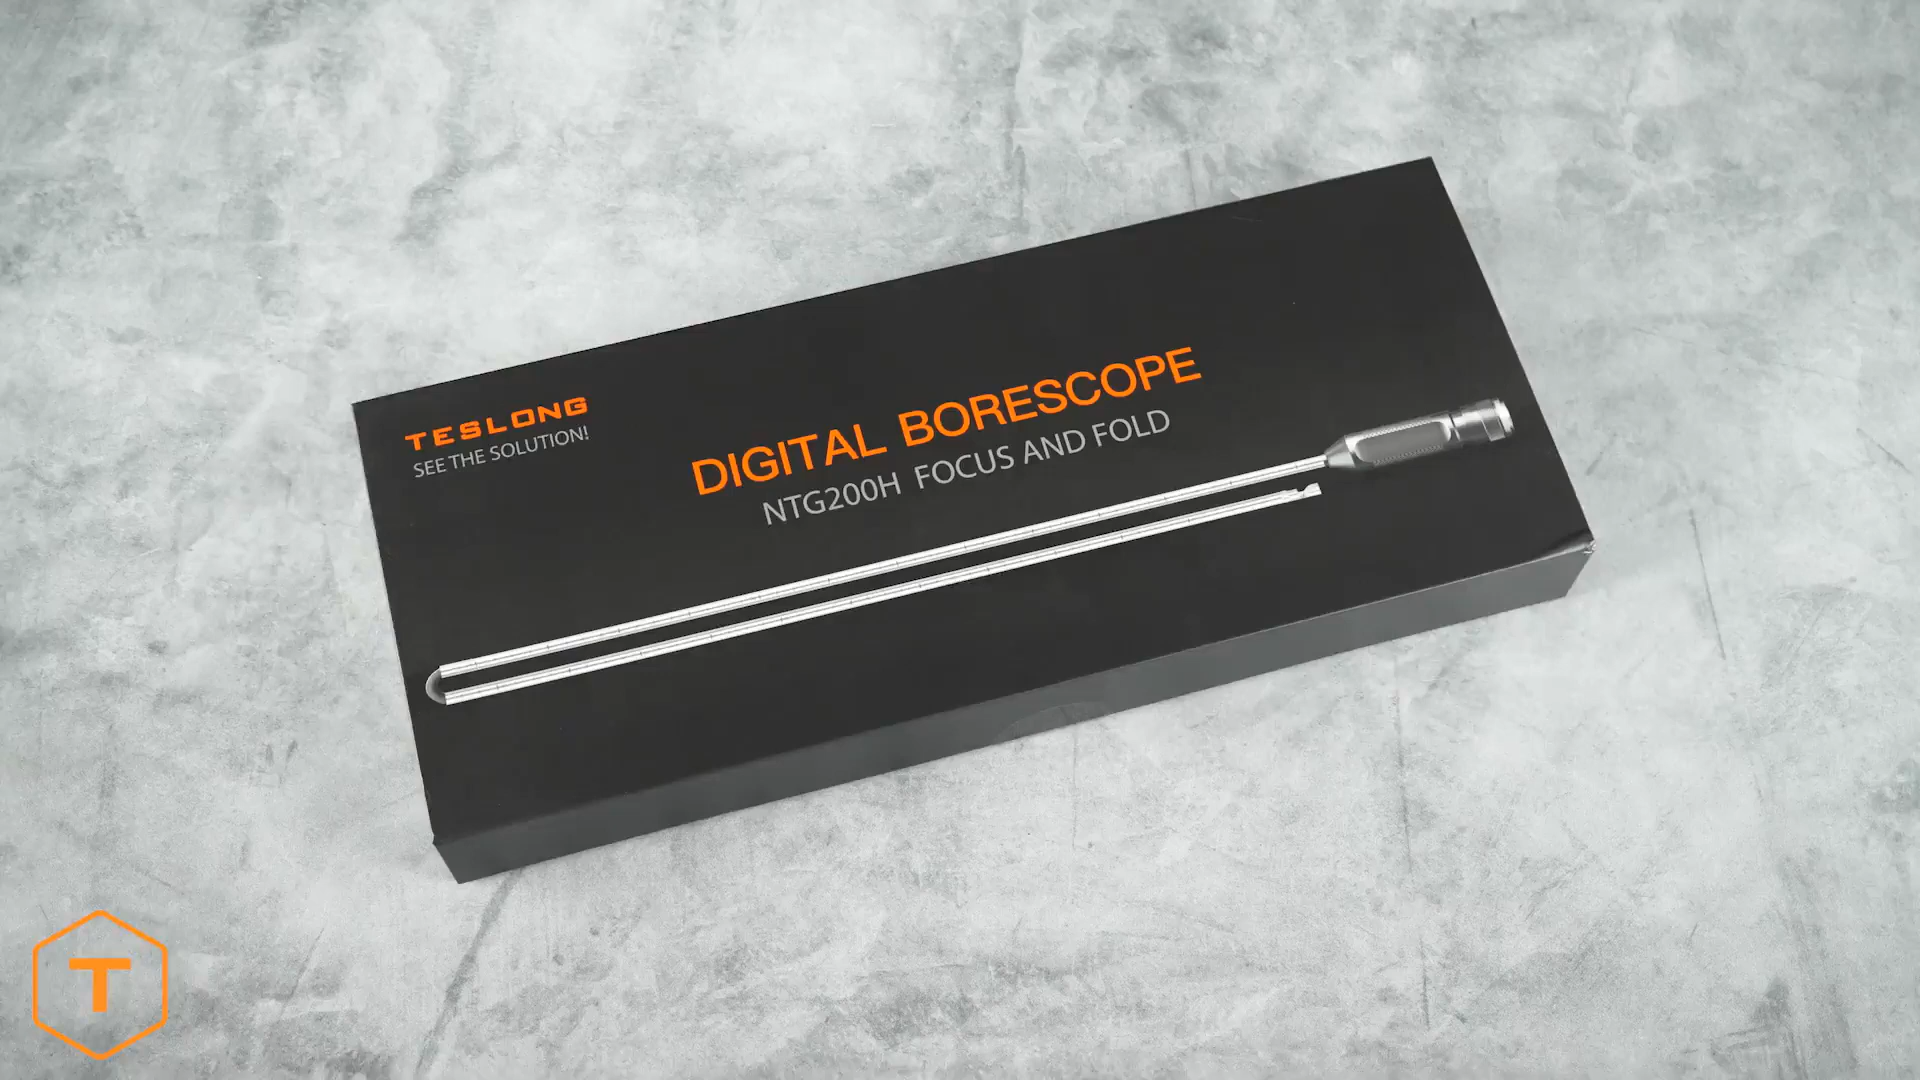 TESLONG
SEE THE SOLUTION!
DIGITAL BORESCOPE
NTG200H FOCUS AND FOLD
T